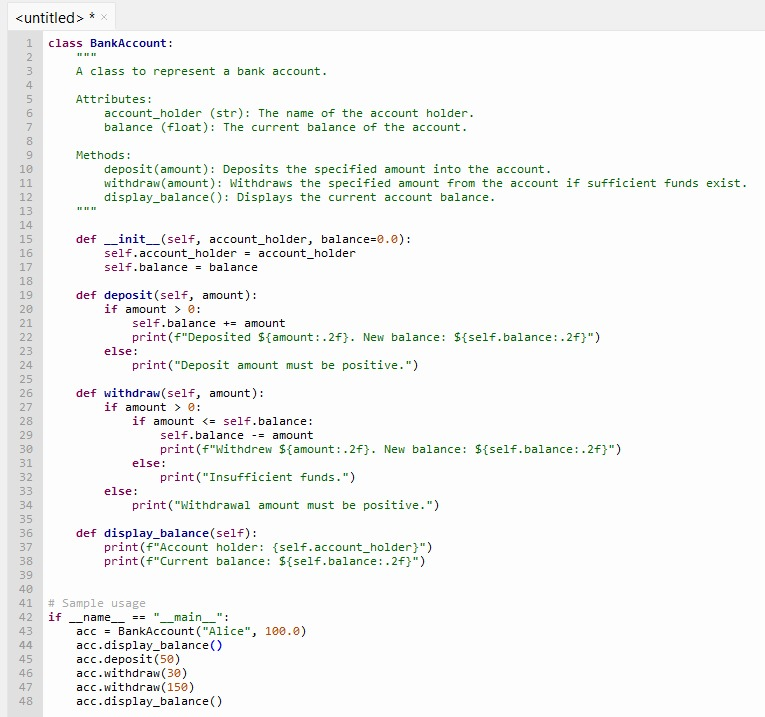 <untitled> * ×
1 class BankAccount:
2     """
3     A class to represent a bank account.
4
5     Attributes:
6         account_holder (str): The name of the account holder.
7         balance (float): The current balance of the account.
8
9     Methods:
10         deposit(amount): Deposits the specified amount into the account.
11         withdraw(amount): Withdraws the specified amount from the account if sufficient funds exist.
12         display_balance(): Displays the current account balance.
13     """
14
15     def __init__(self, account_holder, balance=0.0):
16         self.account_holder = account_holder
17         self.balance = balance
18
19     def deposit(self, amount):
20         if amount > 0:
21             self.balance += amount
22             print(f"Deposited ${amount:.2f}. New balance: ${self.balance:.2f}")
23         else:
24             print("Deposit amount must be positive.")
25
26     def withdraw(self, amount):
27         if amount > 0:
28             if amount <= self.balance:
29                 self.balance -= amount
30                 print(f"Withdrew ${amount:.2f}. New balance: ${self.balance:.2f}")
31             else:
32                 print("Insufficient funds.")
33         else:
34             print("Withdrawal amount must be positive.")
35
36     def display_balance(self):
37         print(f"Account holder: {self.account_holder}")
38         print(f"Current balance: ${self.balance:.2f}")
39
40
41 # Sample usage
42 if __name__ == "__main__":
43     acc = BankAccount("Alice", 100.0)
44     acc.display_balance()
45     acc.deposit(50)
46     acc.withdraw(30)
47     acc.withdraw(150)
48     acc.display_balance()